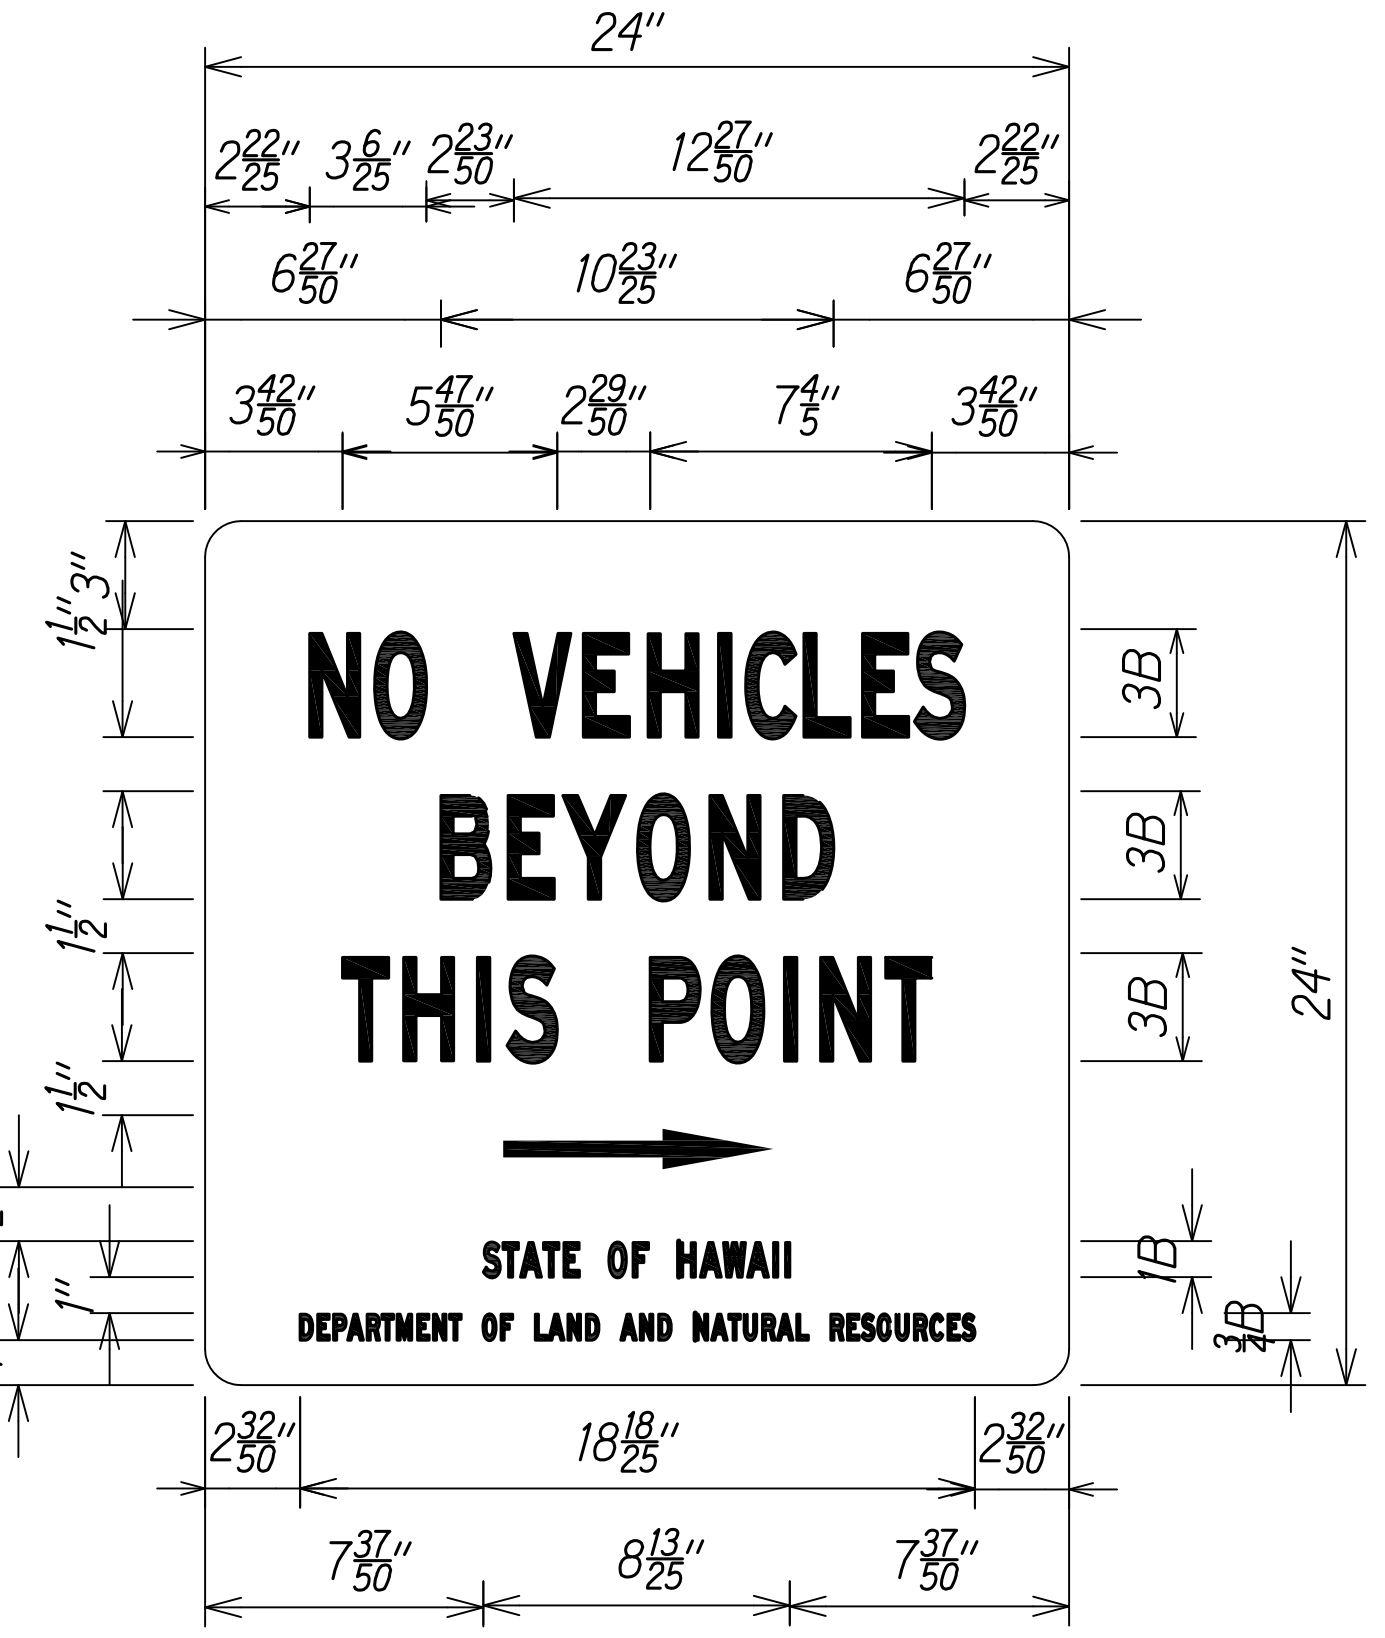 24"
2 22/25" 3 6/25" 2 23/50" 12 27/50" 2 22/25"
6 27/50" 10 23/25" 6 27/50"
3 42/50" 5 47/50" 2 29/50" 7 4/5" 3 42/50"
3"
1 1/2"
NO VEHICLES
3B
BEYOND
3B
1 1/2"
24"
THIS POINT
3B
1 1/2"
STATE OF HAWAII
1B
1"
DEPARTMENT OF LAND AND NATURAL RESOURCES
3/4B
2 32/50" 18 18/25" 2 32/50"
7 37/50" 8 13/25" 7 37/50"